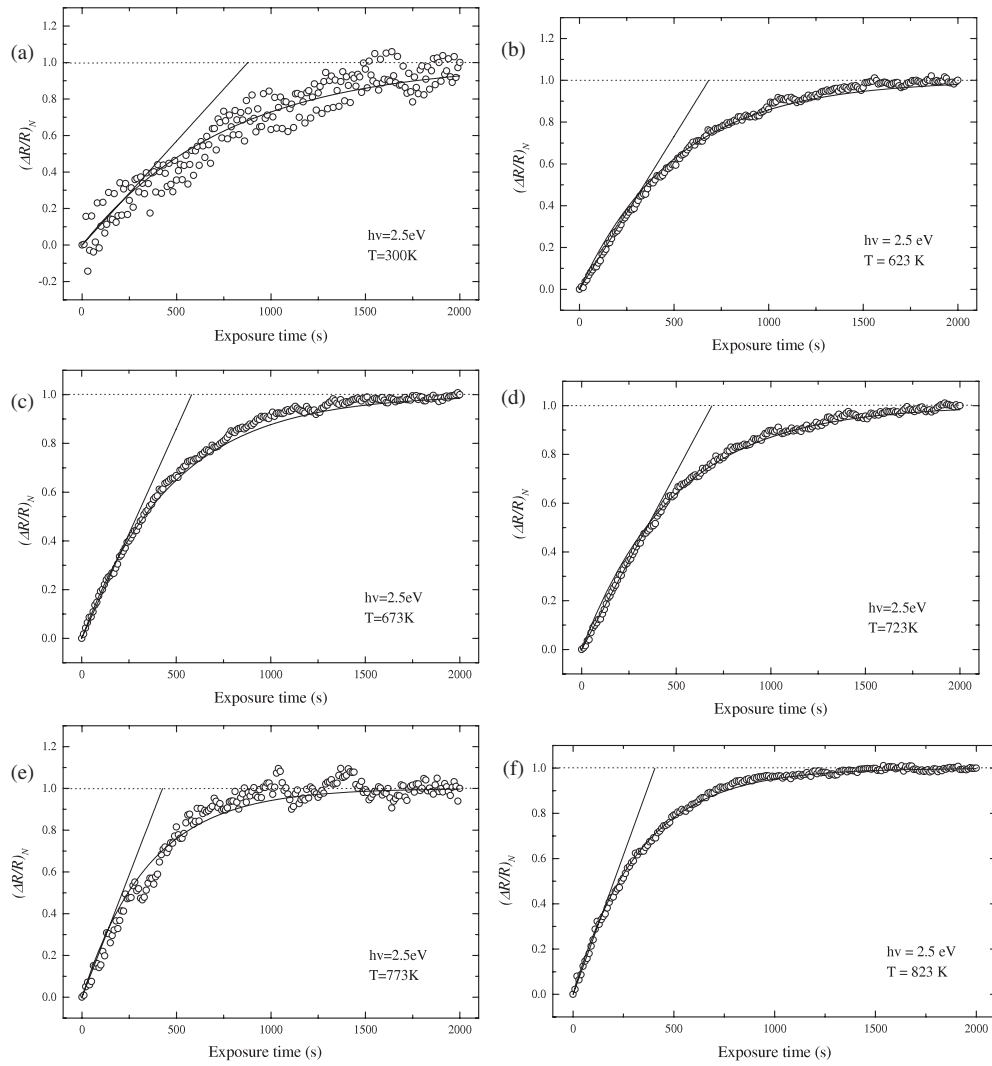 (a)
1.2
1.0
0.8
0.6
0.4
0.2
0.0
-0.2
(ΔR/R)N
hν=2.5eV
T=300K
0
500
1000
1500
2000
Exposure time (s)
(b)
1.2
1.0
0.8
0.6
0.4
0.2
0.0
(ΔR/R)N
hν = 2.5 eV
T = 623 K
0
500
1000
1500
2000
Exposure time (s)
(c)
1.0
0.8
0.6
0.4
0.2
0.0
(ΔR/R)N
hν=2.5eV
T=673K
0
500
1000
1500
2000
Exposure time (s)
(d)
1.0
0.8
0.6
0.4
0.2
0.0
(ΔR/R)N
hν=2.5eV
T=723K
0
500
1000
1500
2000
Exposure time (s)
(e)
1.2
1.0
0.8
0.6
0.4
0.2
0.0
(ΔR/R)N
hν=2.5eV
T=773K
0
500
1000
1500
2000
Exposure time (s)
(f)
1.0
0.8
0.6
0.4
0.2
0.0
(ΔR/R)N
hν = 2.5 eV
T = 823 K
0
500
1000
1500
2000
Exposure time (s)